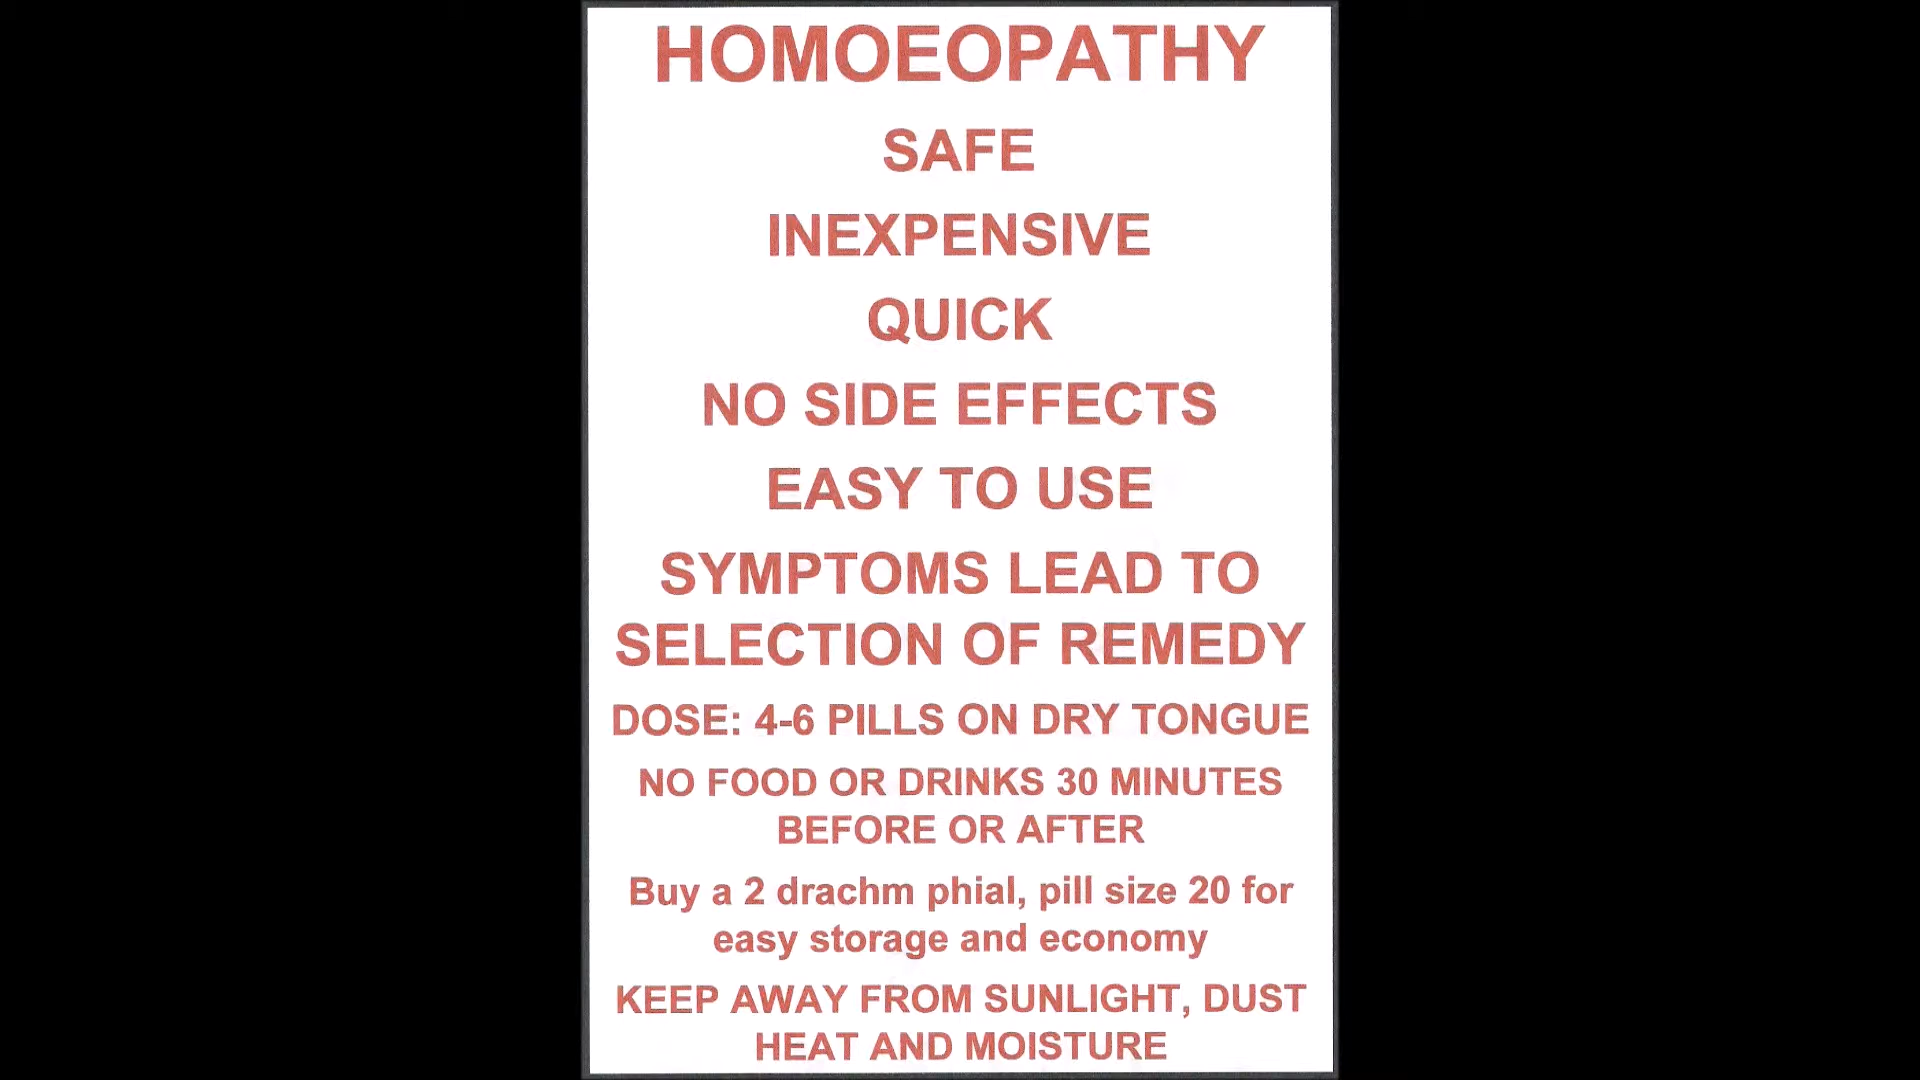 HOMOEOPATHY
SAFE
INEXPENSIVE
QUICK
NO SIDE EFFECTS
EASY TO USE
SYMPTOMS LEAD TO
SELECTION OF REMEDY
DOSE: 4-6 PILLS ON DRY TONGUE
NO FOOD OR DRINKS 30 MINUTES
BEFORE OR AFTER
Buy a 2 drachm phial, pill size 20 for
easy storage and economy
KEEP AWAY FROM SUNLIGHT, DUST
HEAT AND MOISTURE